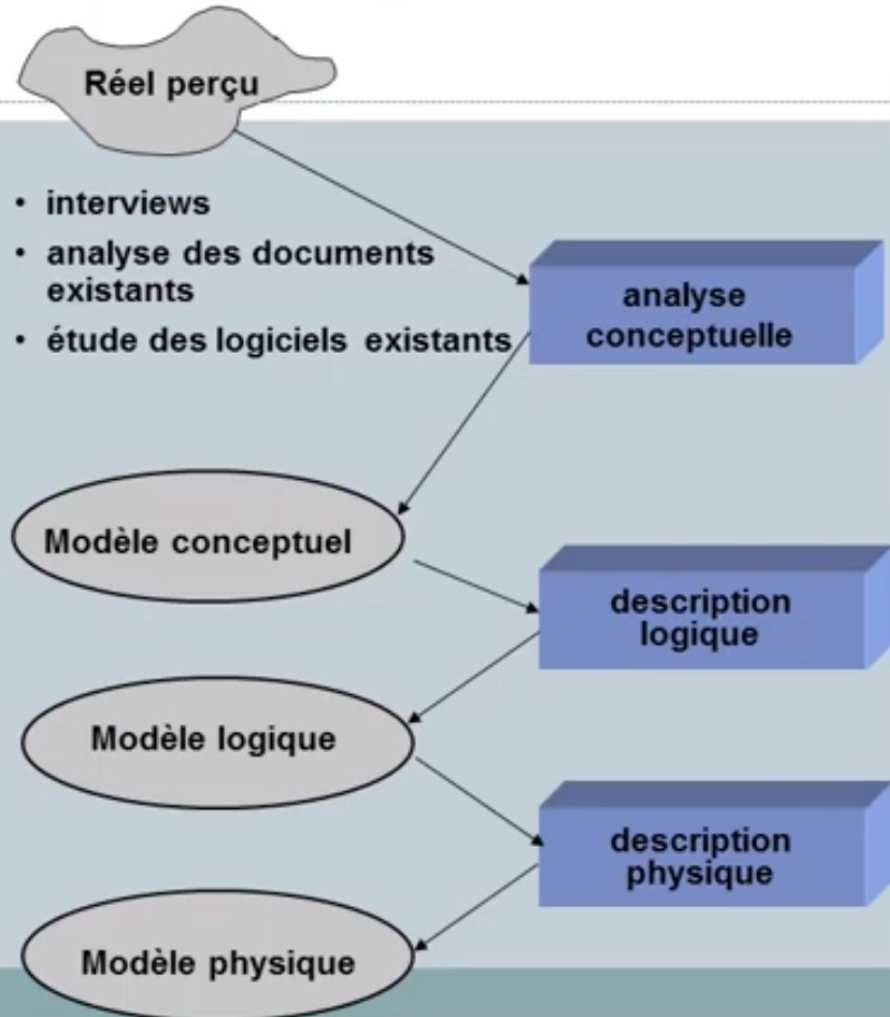 Réel perçu
• interviews
• analyse des documents
existants
• étude des logiciels existants
analyse
conceptuelle
Modèle conceptuel
description
logique
Modèle logique
description
physique
Modèle physique